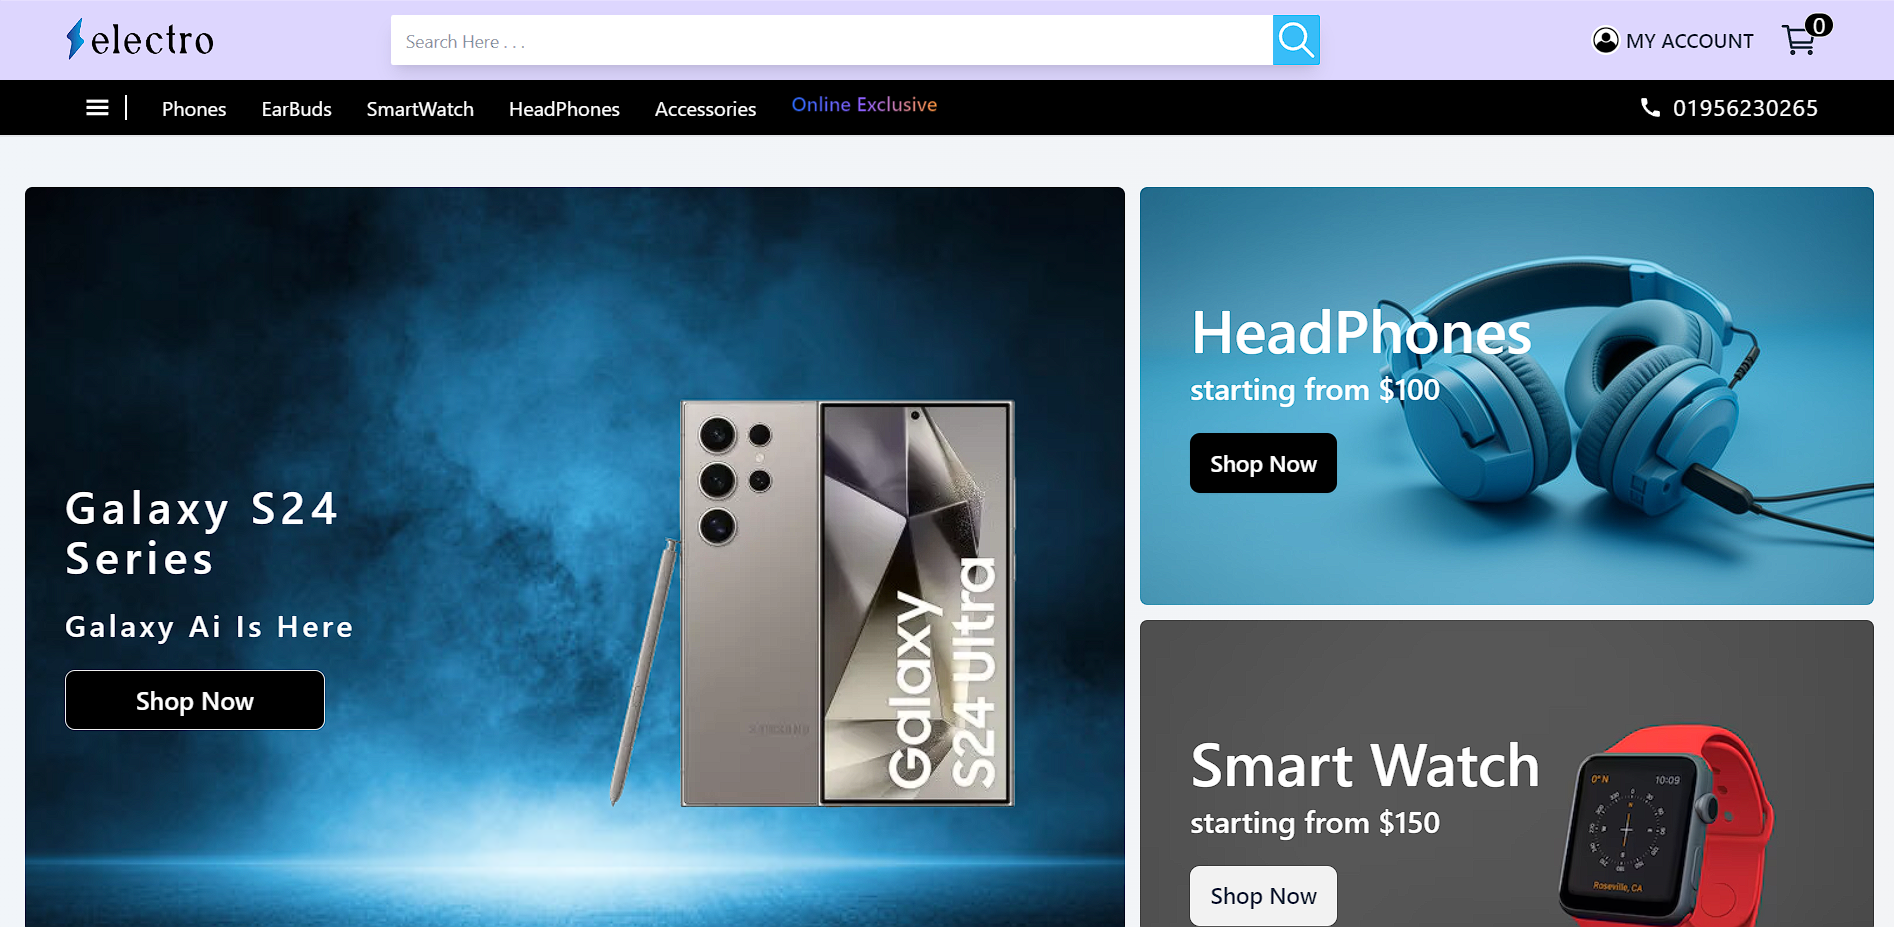 electro
Search Here . . .
MY ACCOUNT
0
Phones
EarBuds
SmartWatch
HeadPhones
Accessories
Online Exclusive
01956230265
Galaxy S24
Series
Galaxy Ai Is Here
Shop Now
SAMSUNG
Galaxy
S24 Ultra
HeadPhones
starting from $100
Shop Now
Smart Watch
starting from $150
Shop Now
0° N
10:09
Roseville, CA